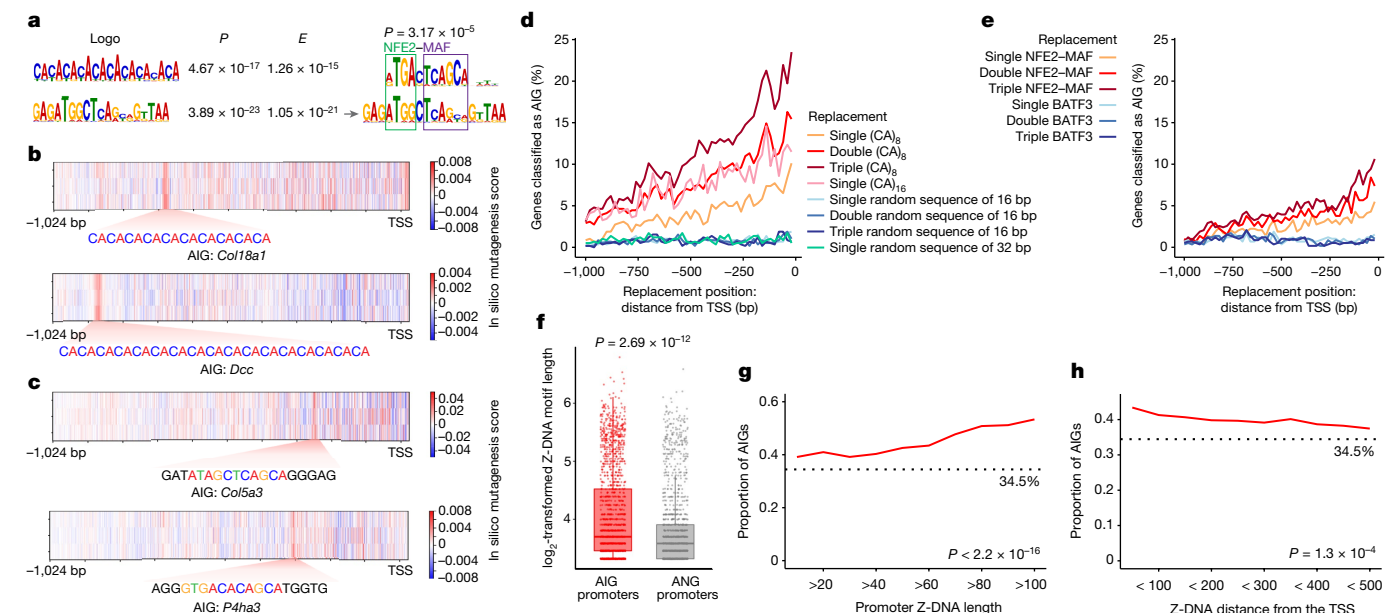 a
Logo
P
E
CACACACACACACACACACA
4.67 × 10−17
1.26 × 10−15
GAGATGGCTCAGCAGTTAA
3.89 × 10−23
1.05 × 10−21
P = 3.17 × 10−5
NFE2–MAF
ATGACTCAGCA
GAGATGGCTCAGCAGTTAA
b
0.008
0.004
0
−0.004
−0.008
−1,024 bp
TSS
CACACACACACACACACACA
AIG: Col18a1
0.004
0.002
0
−0.002
−0.004
−1,024 bp
TSS
CACACACACACACACACACACACACACACACACA
AIG: Dcc
In silico mutagenesis score
c
0.04
0.02
0
−0.02
−0.04
−1,024 bp
TSS
GATATAGCTCAGCAGGGAG
AIG: Col5a3
0.008
0.004
0
−0.004
−0.008
−1,024 bp
TSS
AGGGTGACACAGCATGGTG
AIG: P4ha3
In silico mutagenesis score
d
Genes classified as AIG (%)
25
20
15
10
5
0
−1,000
−750
−500
−250
0
Replacement position:
distance from TSS (bp)
Replacement
Single (CA)8
Double (CA)8
Triple (CA)8
Single (CA)16
Single random sequence of 16 bp
Double random sequence of 16 bp
Triple random sequence of 16 bp
Single random sequence of 32 bp
e
Replacement
Single NFE2–MAF
Double NFE2–MAF
Triple NFE2–MAF
Single BATF3
Double BATF3
Triple BATF3
Genes classified as AIG (%)
25
20
15
10
5
0
−1,000
−750
−500
−250
0
Replacement position:
distance from TSS (bp)
f
P = 2.69 × 10−12
log2-transformed Z-DNA motif length
6
5
4
AIG
promoters
ANG
promoters
g
Proportion of AIGs
0.6
0.4
0.2
0
34.5%
P < 2.2 × 10−16
>20
>40
>60
>80
>100
Promoter Z-DNA length
h
Proportion of AIGs
0.4
0.3
0.2
0.1
0
34.5%
P = 1.3 × 10−4
< 100
< 200
< 300
< 400
< 500
Z-DNA distance from the TSS